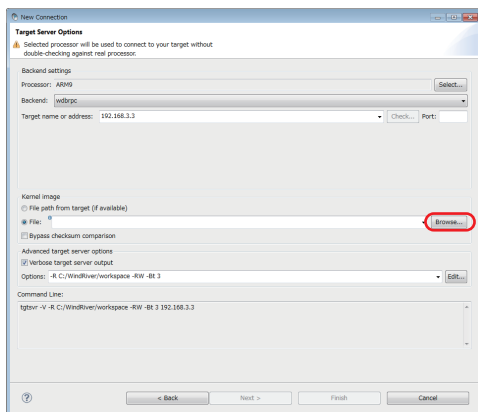 New Connection
Target Server Options
Selected processor will be used to connect to your target without
double-checking against real processor.
Backend settings
Processor: ARM9 Select...
Backend: wdbrpc
Target name or address: 192.168.3.3 Check... Port:
Kernel image
File path from target (if available)
File: Browse...
Bypass checksum comparison
Advanced target server options
Verbose target server output
Options: -R C:/WindRiver/workspace -RW -Bt 3 Edit...
Command Line:
tgtsvr -V -R C:/WindRiver/workspace -RW -Bt 3 192.168.3.3
? < Back Next > Finish Cancel